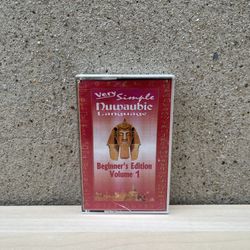 Very Simple
Nuwaubic
Language
Beginner's Edition
Volume 1